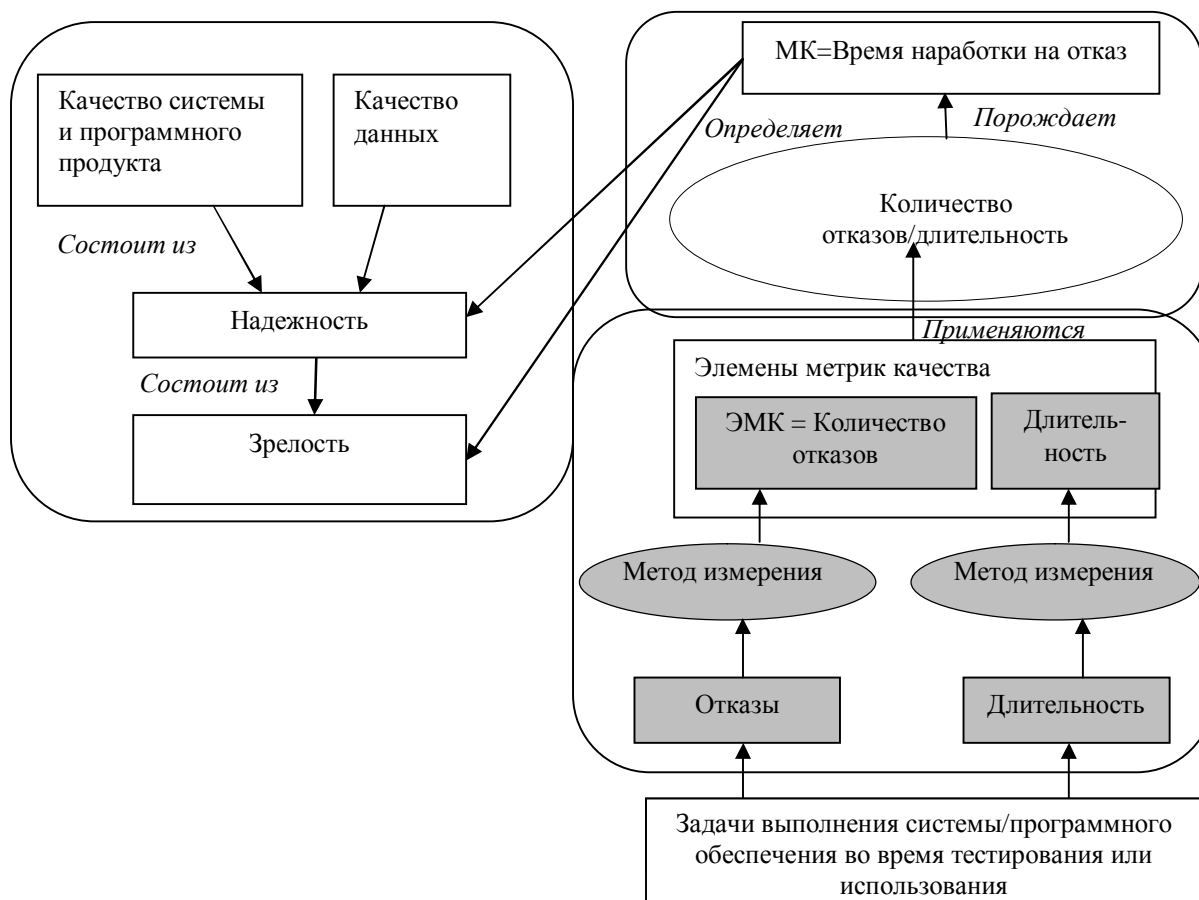 Качество системы
и программного
продукта
Качество
данных
Состоит из
Надежность
Состоит из
Зрелость
МК=Время наработки на отказ
Определяет
Порождает
Количество
отказов/длительность
Применяются
Элемены метрик качества
ЭМК = Количество
отказов
Длитель-
ность
Метод измерения
Метод измерения
Отказы
Длительность
Задачи выполнения системы/программного
обеспечения во время тестирования или
использования